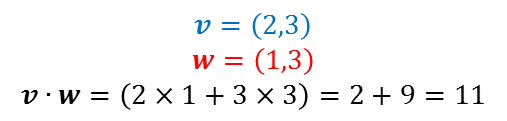 v = (2,3)
w = (1,3)
v · w = (2 × 1 + 3 × 3) = 2 + 9 = 11